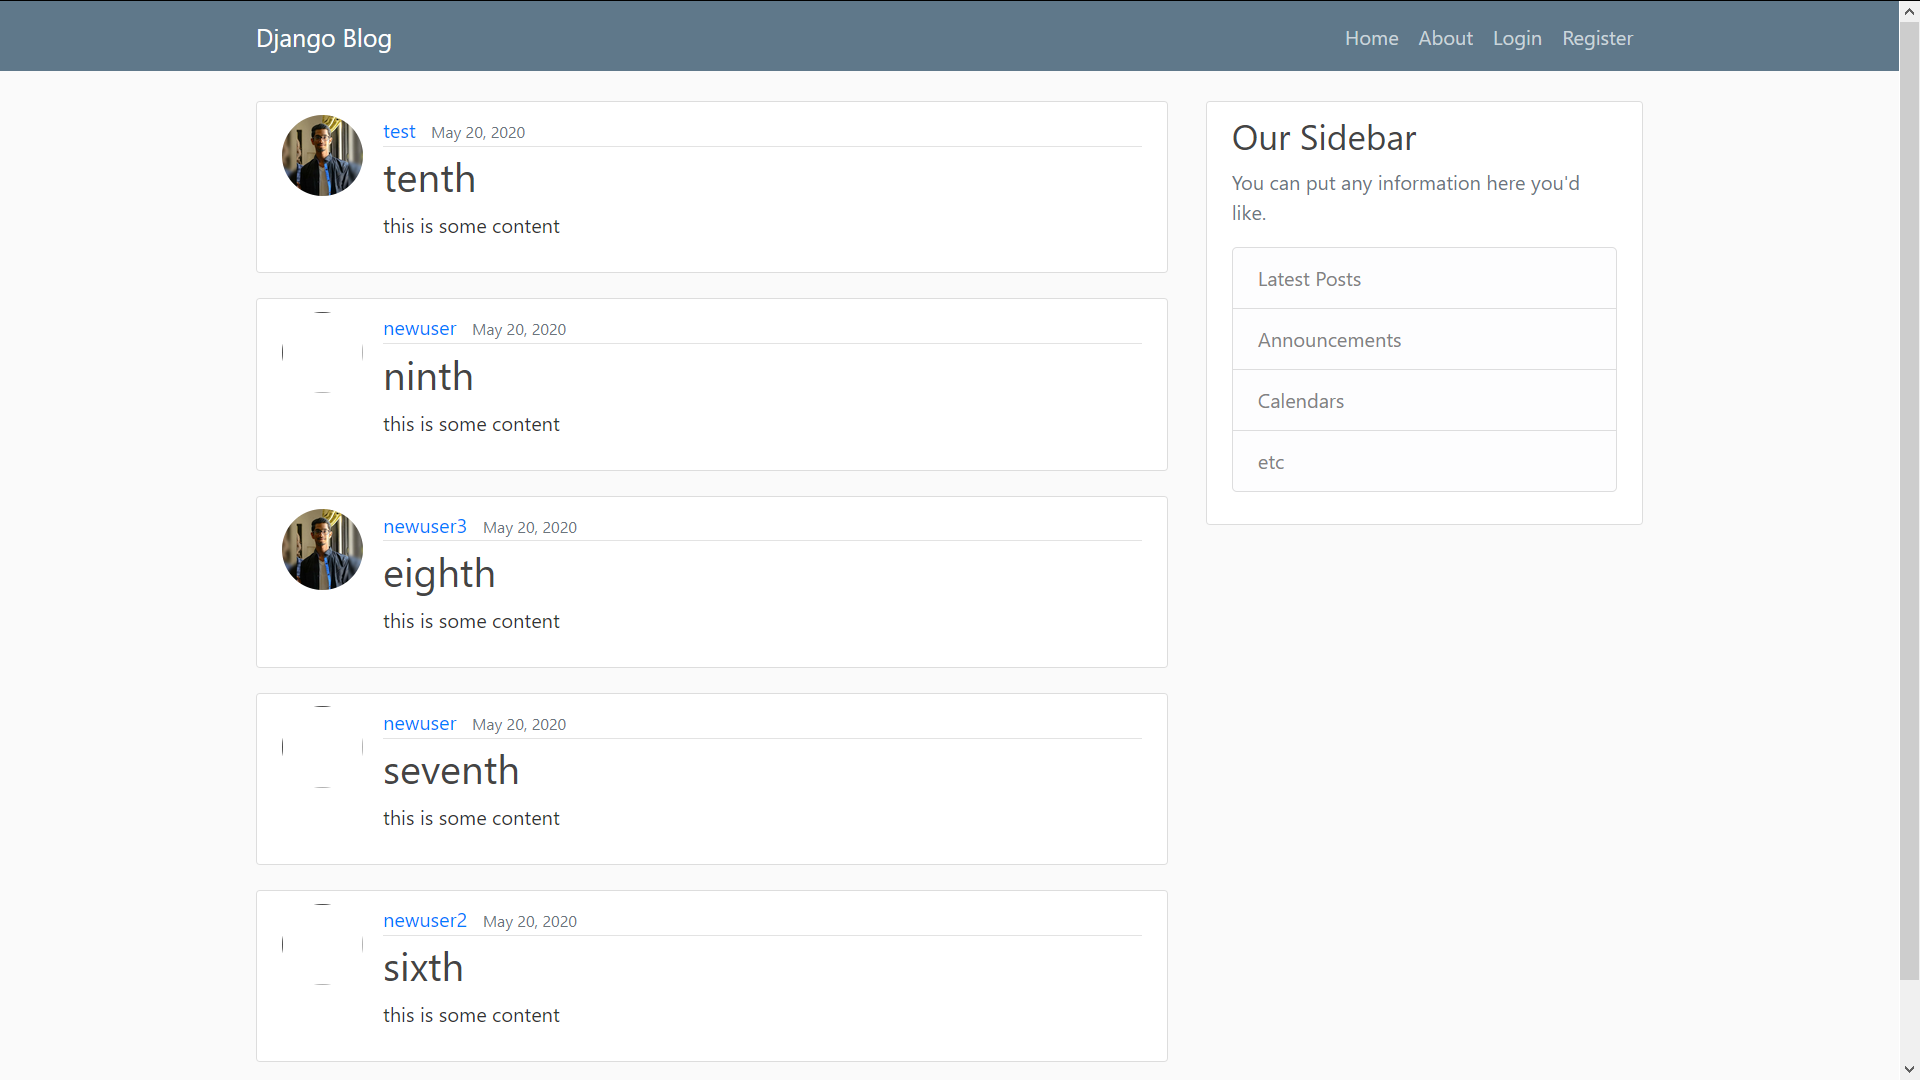 Django Blog
Home About Login Register
test May 20, 2020
tenth
this is some content
newuser May 20, 2020
ninth
this is some content
newuser3 May 20, 2020
eighth
this is some content
newuser May 20, 2020
seventh
this is some content
newuser2 May 20, 2020
sixth
this is some content
Our Sidebar
You can put any information here you'd
like.
Latest Posts
Announcements
Calendars
etc